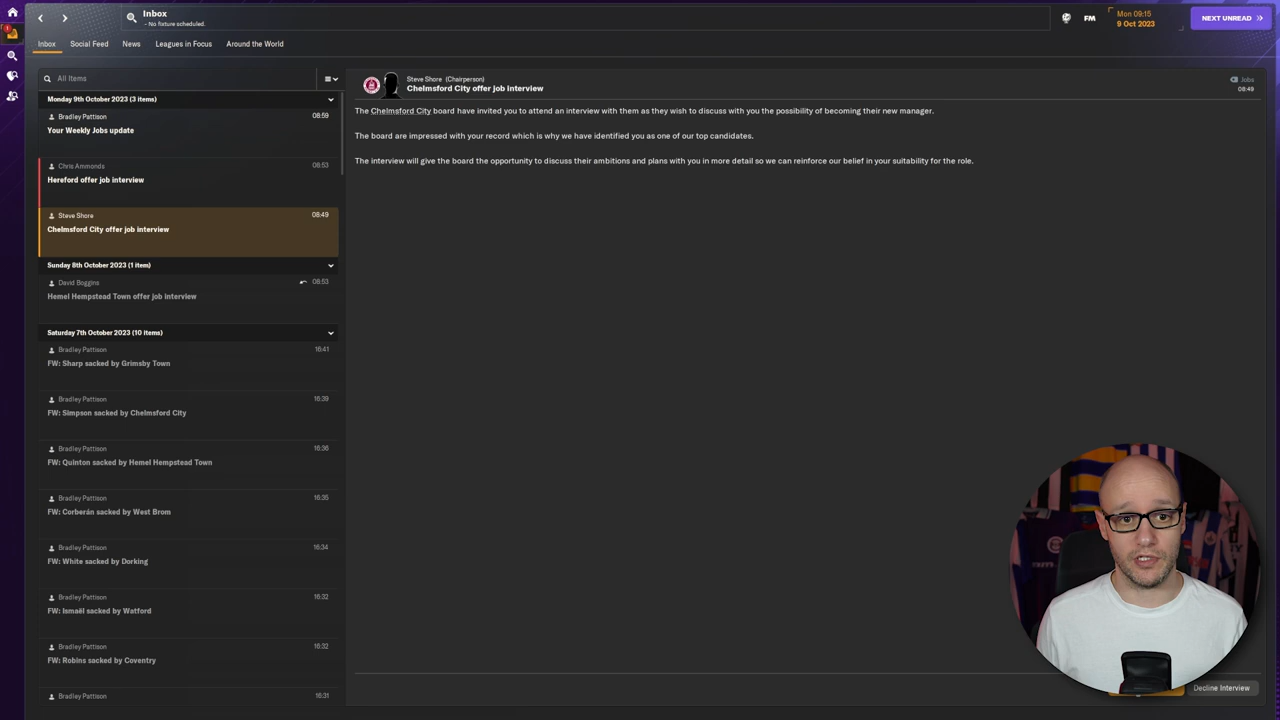 Inbox
- No fixture scheduled.
FM
Mon 09:15
9 Oct 2023
NEXT UNREAD
Inbox
Social Feed
News
Leagues in Focus
Around the World
All Items
Monday 9th October 2023 (3 items)
Bradley Pattison
08:59
Your Weekly Jobs update
Chris Ammonds
08:53
Hereford offer job interview
Steve Shore
08:49
Chelmsford City offer job interview
Sunday 8th October 2023 (1 item)
David Boggins
08:53
Hemel Hempstead Town offer job interview
Saturday 7th October 2023 (10 items)
Bradley Pattison
16:41
FW: Sharp sacked by Grimsby Town
Bradley Pattison
16:39
FW: Simpson sacked by Chelmsford City
Bradley Pattison
16:36
FW: Quinton sacked by Hemel Hempstead Town
Bradley Pattison
16:35
FW: Corberán sacked by West Brom
Bradley Pattison
16:34
FW: White sacked by Dorking
Bradley Pattison
16:32
FW: Ismaël sacked by Watford
Bradley Pattison
16:32
FW: Robins sacked by Coventry
Bradley Pattison
16:31
Steve Shore (Chairperson)
Chelmsford City offer job interview
Jobs
08:49
The Chelmsford City board have invited you to attend an interview with them as they wish to discuss with you the possibility of becoming their new manager.
The board are impressed with your record which is why we have identified you as one of our top candidates.
The interview will give the board the opportunity to discuss their ambitions and plans with you in more detail so we can reinforce our belief in your suitability for the role.
Decline Interview